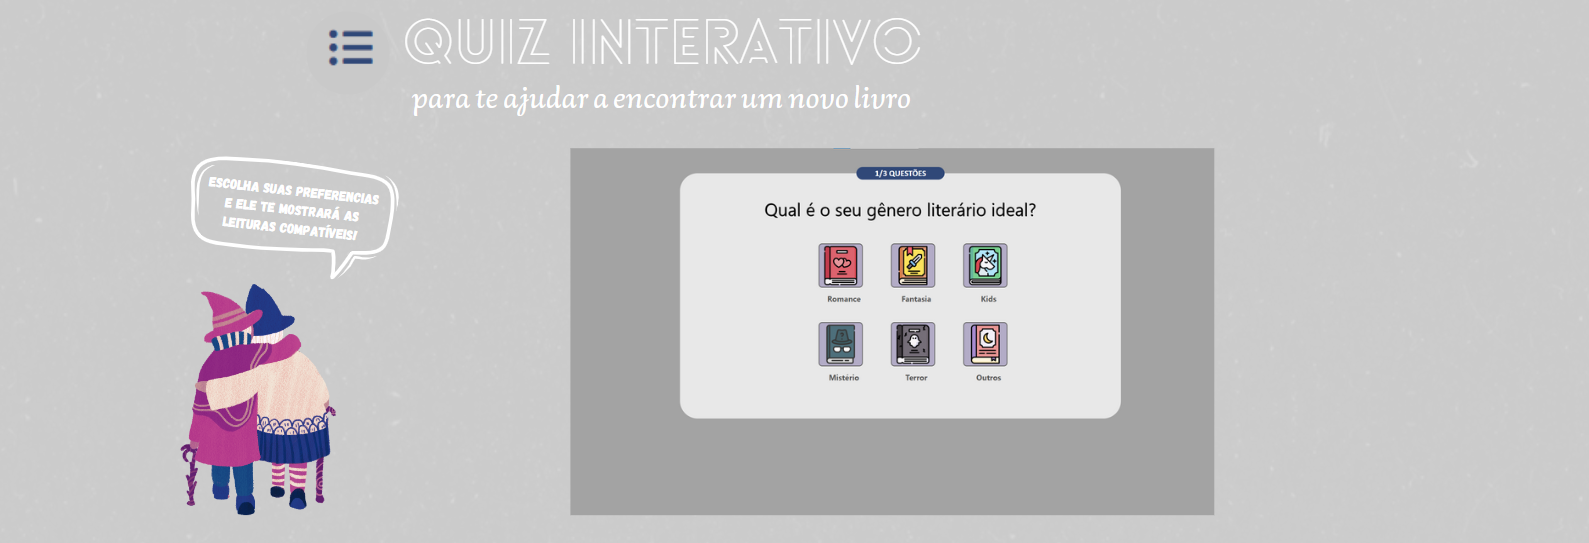 QUIZ INTERATIVO
para te ajudar a encontrar um novo livro
ESCOLHA SUAS PREFERENCIAS
E ELE TE MOSTRARÁ AS
LEITURAS COMPATÍVEIS!
1/3 QUESTÕES
Qual é o seu gênero literário ideal?
Romance Fantasia Kids
Mistério Terror Outros